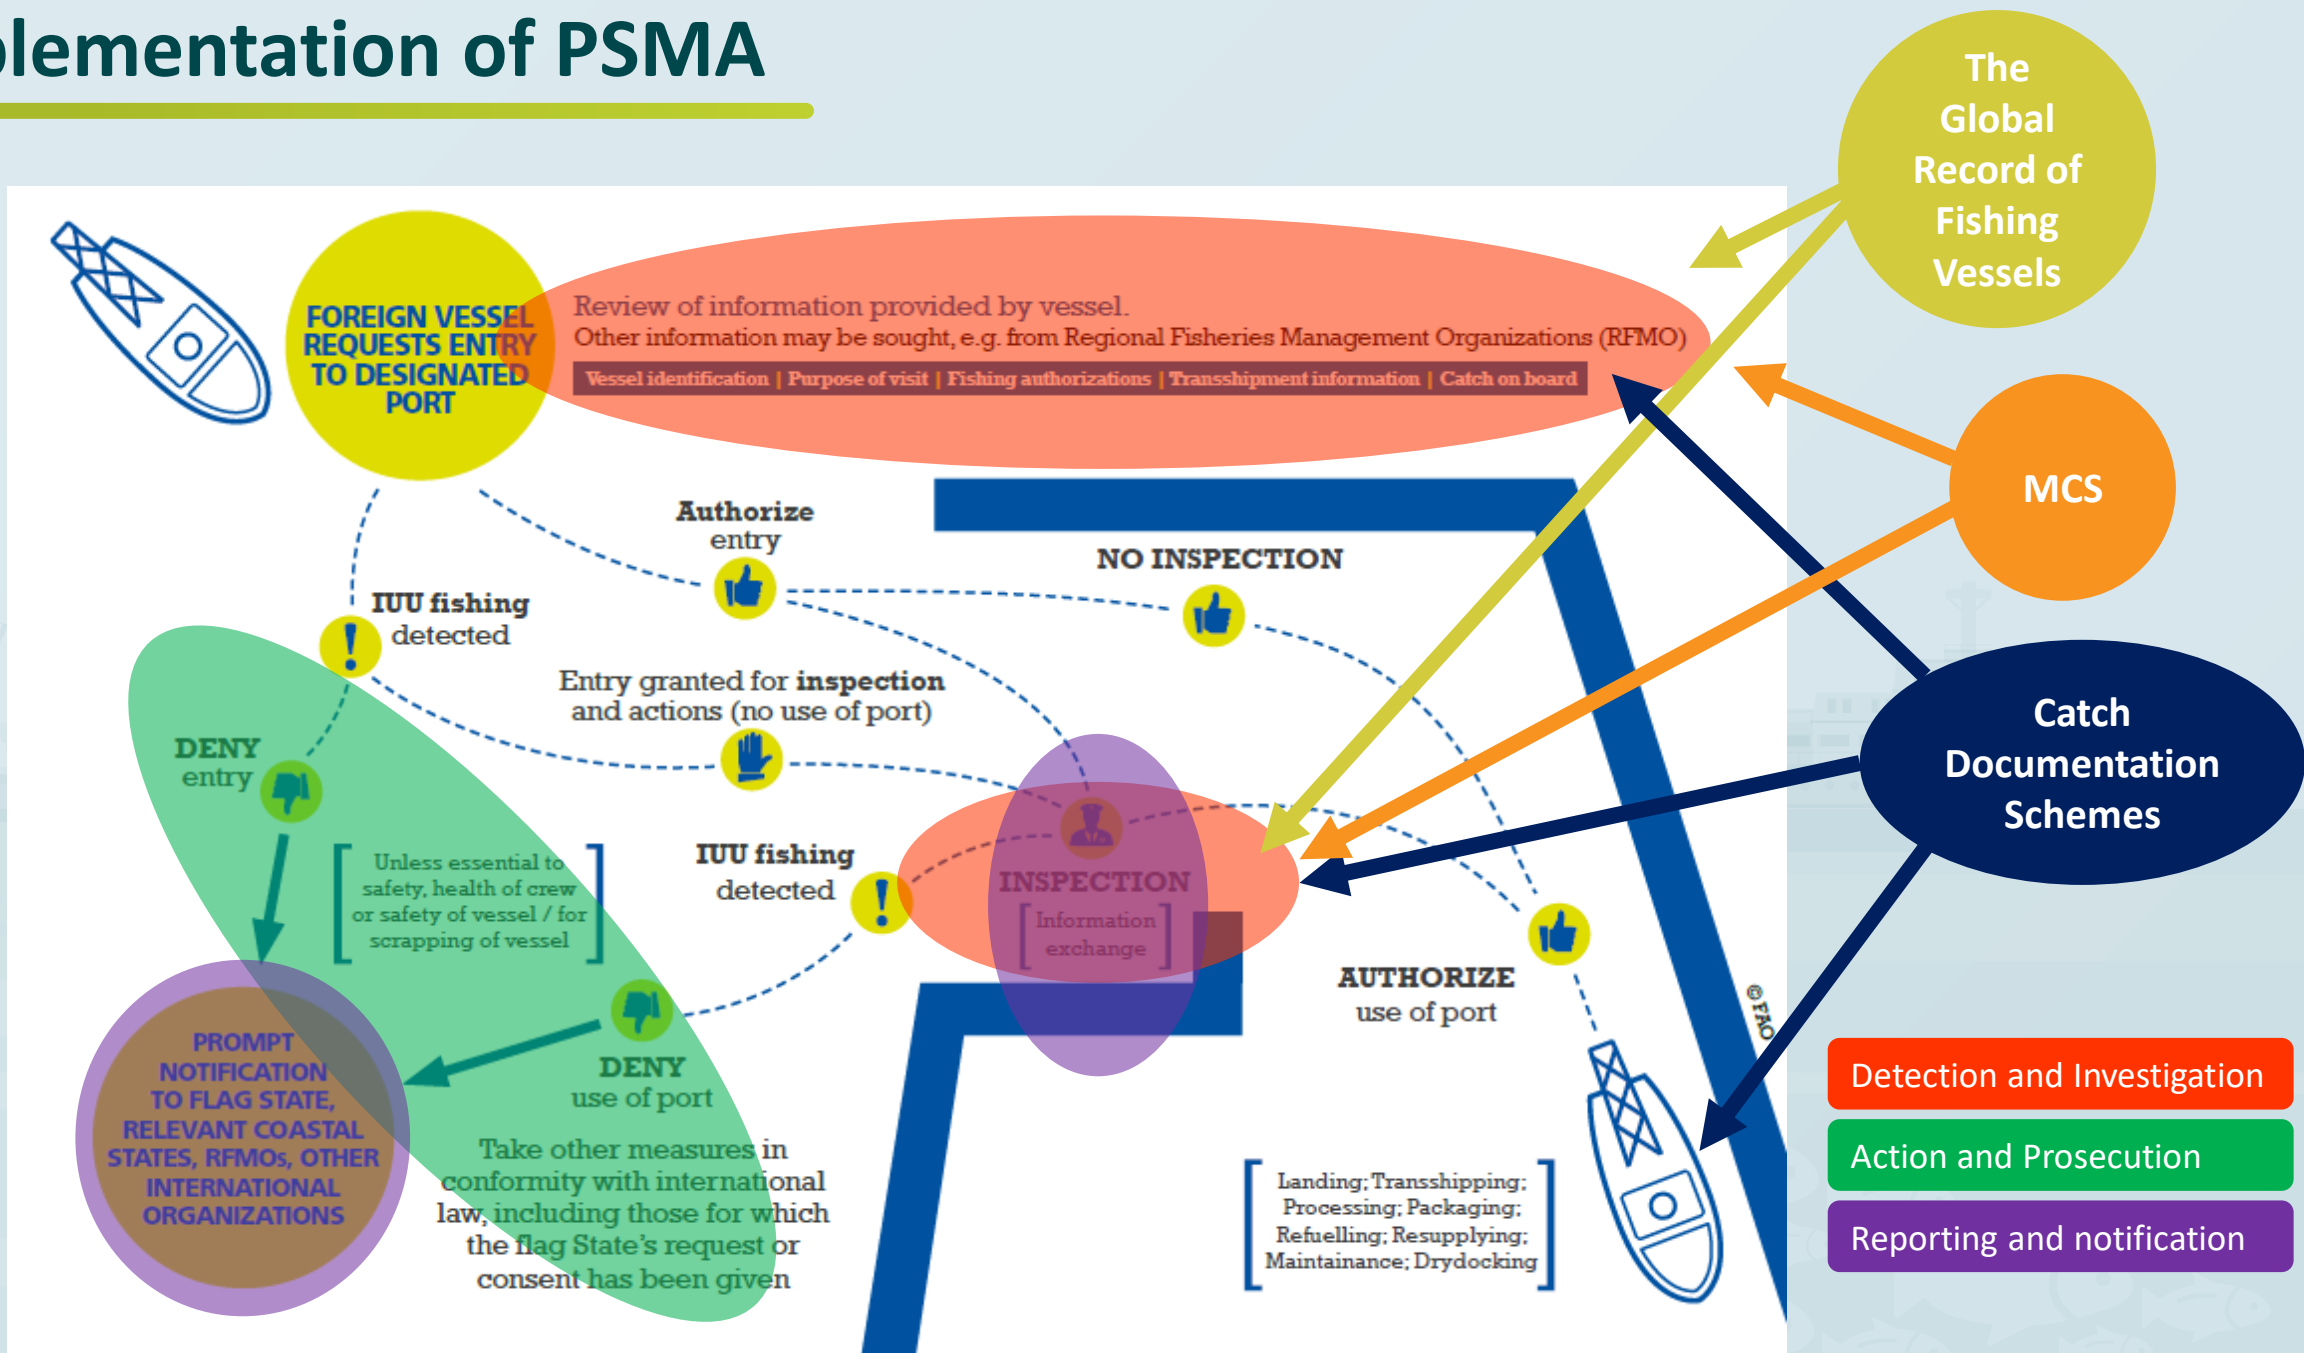 plementation of PSMA
The
Global
Record of
Fishing
Vessels
FOREIGN VESSEL
REQUESTS ENTRY
TO DESIGNATED
PORT
Review of information provided by vessel.
Other information may be sought, e.g. from Regional Fisheries Management Organizations (RFMO)
Vessel identification | Purpose of visit | Fishing authorizations | Transshipment information | Catch on board
MCS
Authorize
entry
NO INSPECTION
IUU fishing
detected
Entry granted for inspection
and actions (no use of port)
DENY
entry
Catch
Documentation
Schemes
Unless essential to
safety, health of crew
or safety of vessel / for
scrapping of vessel
IUU fishing
detected
INSPECTION
Information
exchange
AUTHORIZE
use of port
© FAO
PROMPT
NOTIFICATION
TO FLAG STATE,
RELEVANT COASTAL
STATES, RFMOs, OTHER
INTERNATIONAL
ORGANIZATIONS
DENY
use of port
Take other measures in
conformity with international
law, including those for which
the flag State's request or
consent has been given
Landing; Transshipping;
Processing; Packaging;
Refuelling; Resupplying;
Maintainance; Drydocking
Detection and Investigation
Action and Prosecution
Reporting and notification